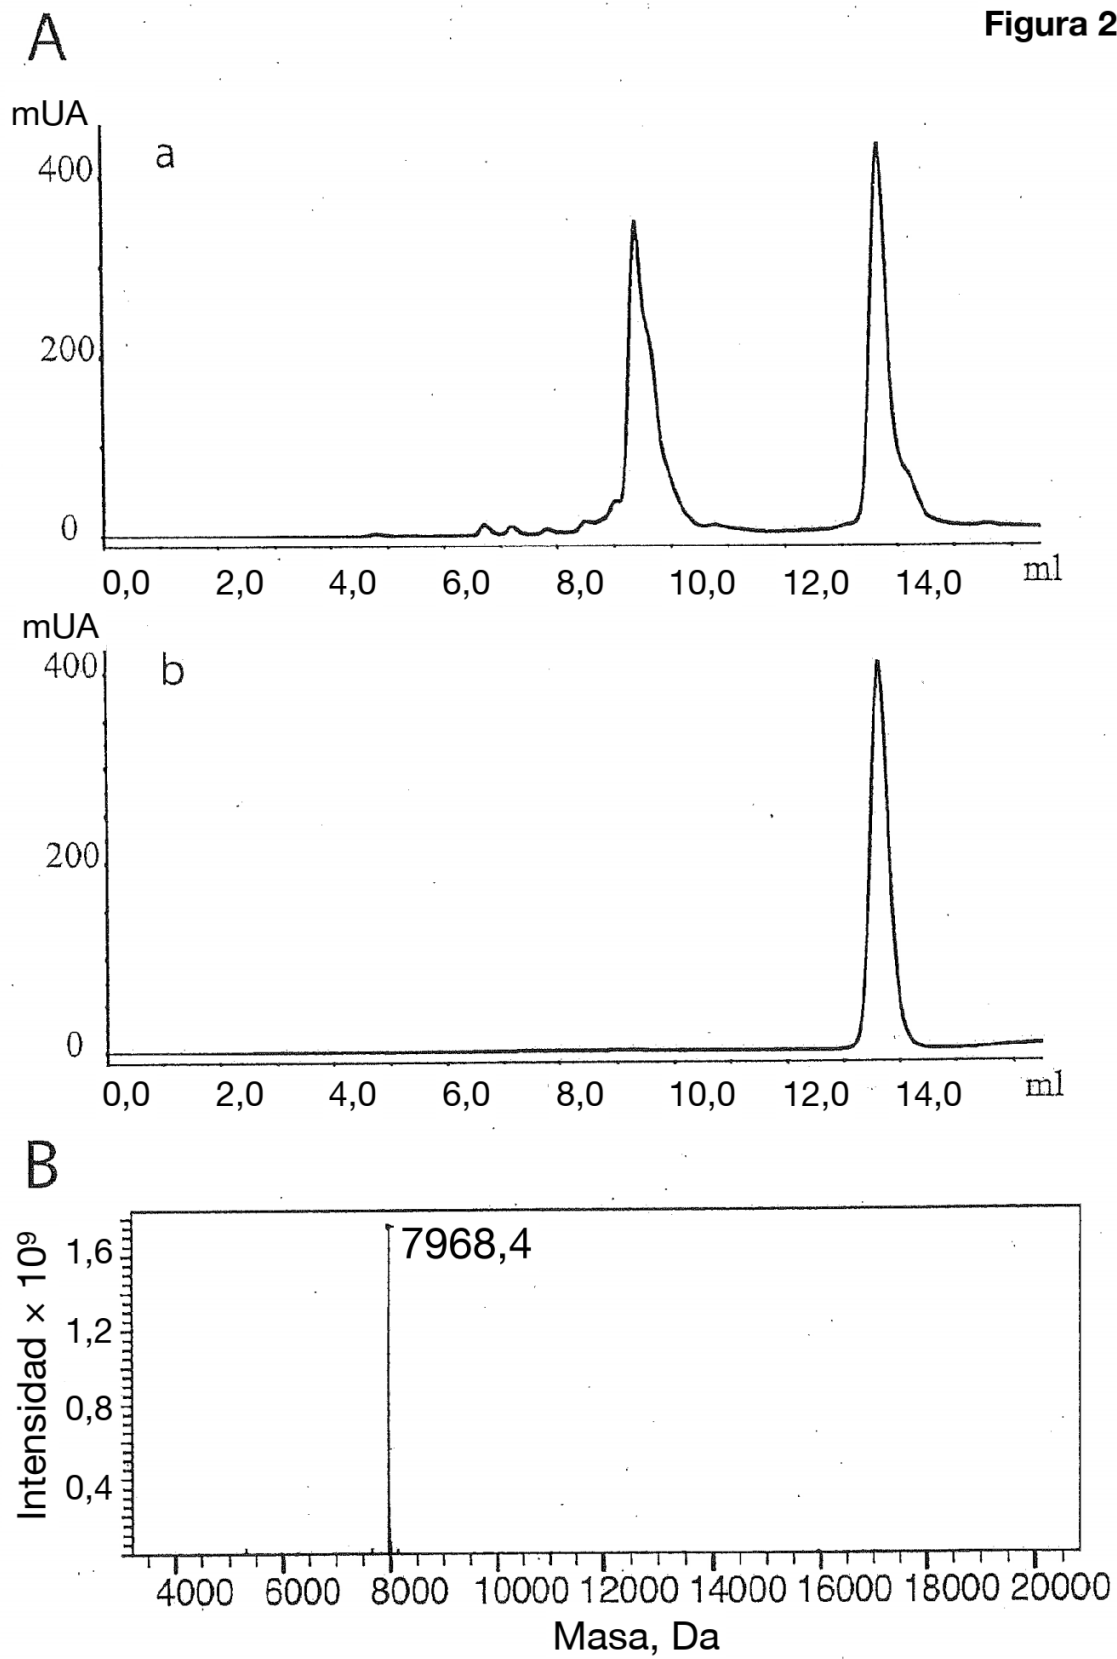 Figura 2
A
mUA
a
400
200
0
0,0 2,0 4,0 6,0 8,0 10,0 12,0 14,0 ml
mUA
b
400
200
0
0,0 2,0 4,0 6,0 8,0 10,0 12,0 14,0 ml
B
Intensidad × 10⁹
7968,4
1,6
1,2
0,8
0,4
4000 6000 8000 10000 12000 14000 16000 18000 20000
Masa, Da